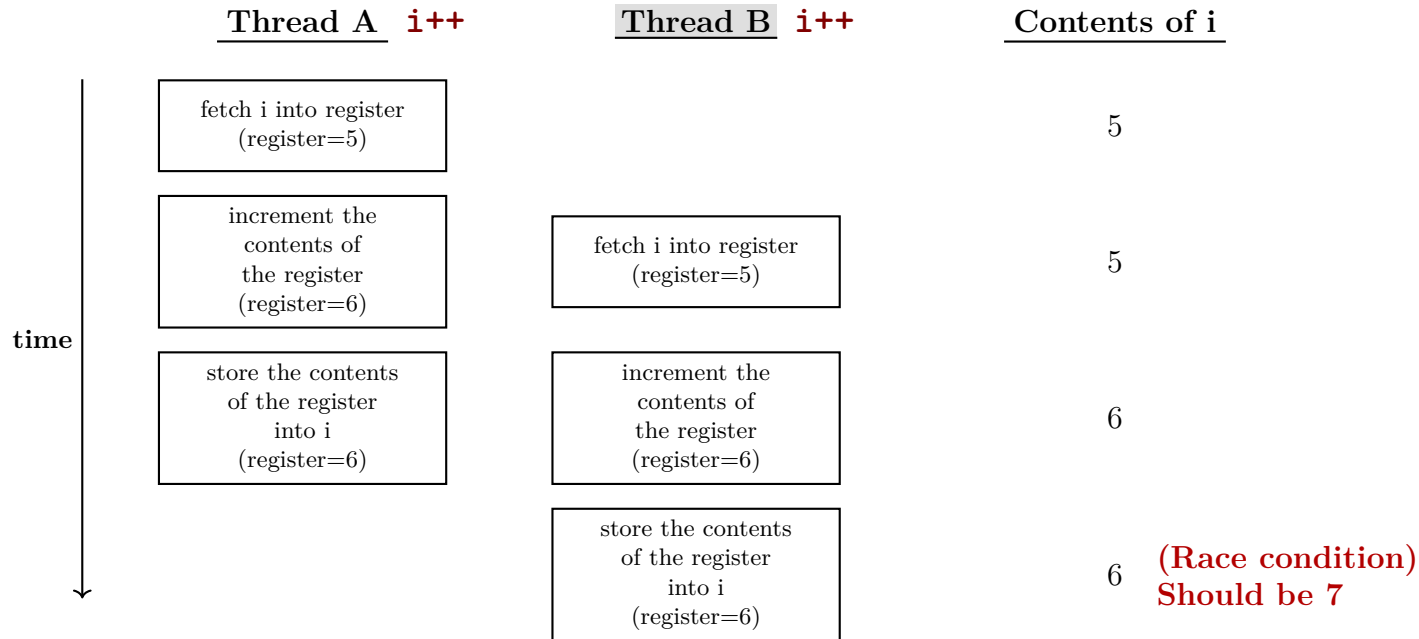 Thread A i++
Thread B i++
Contents of i
fetch i into register
(register=5)
5
increment the
contents of
the register
(register=6)
fetch i into register
(register=5)
5
time
store the contents
of the register
into i
(register=6)
increment the
contents of
the register
(register=6)
6
store the contents
of the register
into i
(register=6)
6
(Race condition)
Should be 7